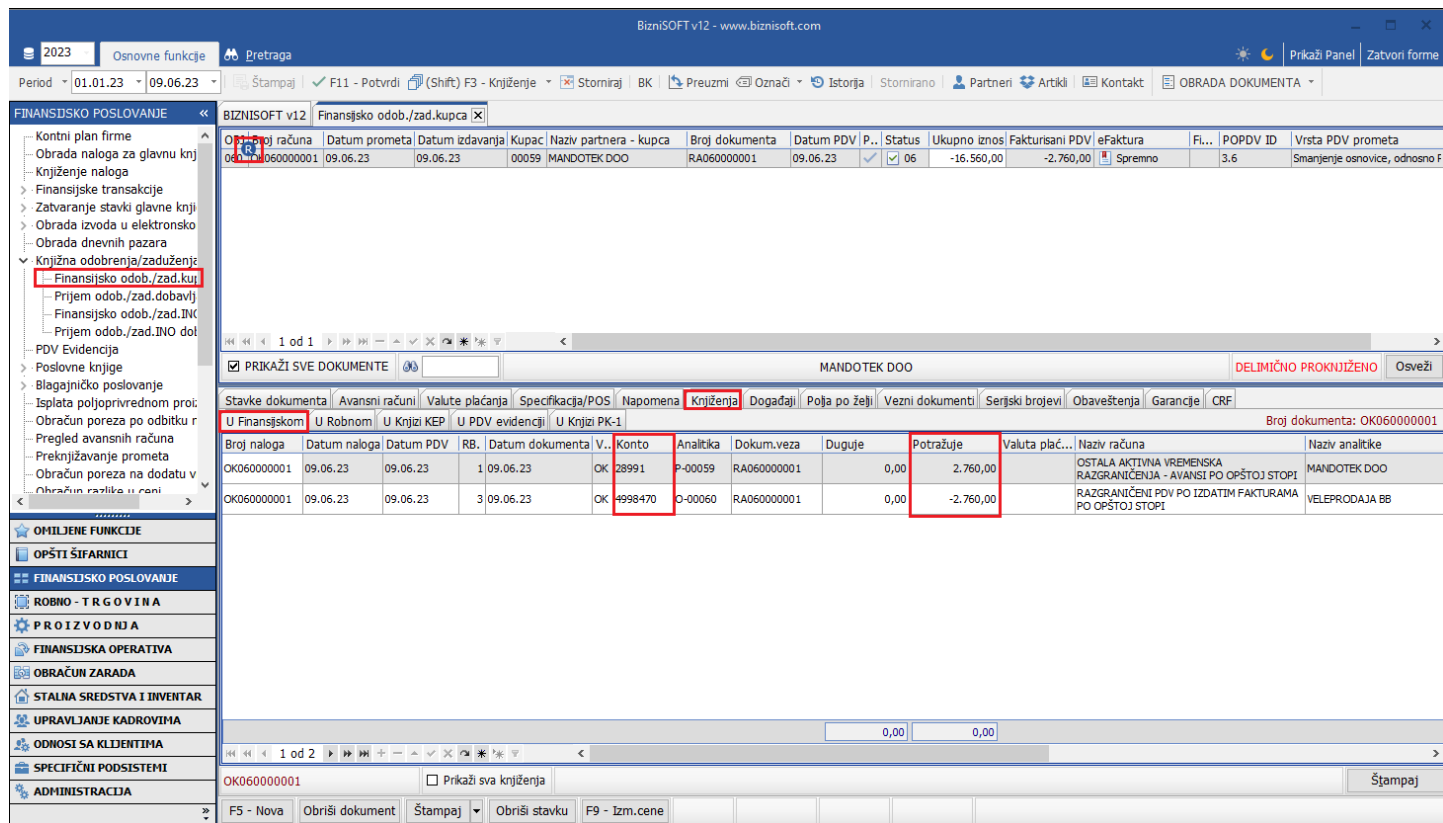 BizniSOFT v12 - www.biznisoft.com
2023 Osnovne funkcije Pretraga Prikaži Panel Zatvori forme
Period 01.01.23 09.06.23 Štampaj F11 - Potvrdi (Shift) F3 - Knjiženje Storniraj BK Preuzmi Označi Istorija Stornirano Partneri Artikli Kontakt OBRADA DOKUMENTA
FINANSIJSKO POSLOVANJE «
Kontni plan firme
Obrada naloga za glavnu knj
Knjiženje naloga
Finansijske transakcije
Zatvaranje stavki glavne knji
Obrada izvoda u elektronsko
Obrada dnevnih pazara
Knjižna odobrenja/zaduženja
Finansijsko odob./zad.kup
Prijem odob./zad.dobavlj
Finansijsko odob./zad.INO
Prijem odob./zad.INO dob
PDV Evidencija
Poslovne knjige
Blagajničko poslovanje
Isplata poljoprivrednom proiz
Obračun poreza po odbitku r
Pregled avansnih računa
Preknjižavanje prometa
Obračun poreza na dodatu v
Obračun razlike u ceni
OMILJENE FUNKCIJE
OPŠTI ŠIFARNICI
FINANSIJSKO POSLOVANJE
ROBNO - T R G O V I N A
P R O I Z V O D NJ A
FINANSIJSKA OPERATIVA
OBRAČUN ZARADA
STALNA SREDSTVA I INVENTAR
UPRAVLJANJE KADROVIMA
ODNOSI SA KLIJENTIMA
SPECIFIČNI PODSISTEMI
ADMINISTRACIJA
BIZNISOFT v12 Finansijsko odob./zad.kupca
Broj računa Datum prometa Datum izdavanja Kupac Naziv partnera - kupca Broj dokumenta Datum PDV P.. Status Ukupno iznos Fakturisani PDV eFaktura Fi... POPDV ID Vrsta PDV prometa
R
060 OK060000001 09.06.23 09.06.23 00059 MANDOTEK DOO RA060000001 09.06.23 06 -16.560,00 -2.760,00 Spremno 3.6 Smanjenje osnovice, odnosno P
1 od 1
PRIKAŽI SVE DOKUMENTE MANDOTEK DOO DELIMIČNO PROKNJIŽENO Osveži
Stavke dokumenta Avansni računi Valute plaćanja Specifikacija/POS Napomena Knjiženja Događaji Polja po želji Vezni dokumenti Serijski brojevi Obaveštenja Garancije CRF
U Finansijskom U Robnom U Knjizi KEP U PDV evidenciji U Knjizi PK-1 Broj dokumenta: OK060000001
Broj naloga Datum naloga Datum PDV RB. Datum dokumenta V.. Konto Analitika Dokum.veza Duguje Potražuje Valuta plać... Naziv računa Naziv analitike
OK060000001 09.06.23 09.06.23 1 09.06.23 OK 28991 P-00059 RA060000001 0,00 2.760,00 OSTALA AKTIVNA VREMENSKA RAZGRANIČENJA - AVANSI PO OPŠTOJ STOPI MANDOTEK DOO
OK060000001 09.06.23 09.06.23 3 09.06.23 OK 4998470 O-00060 RA060000001 0,00 -2.760,00 RAZGRANIČENI PDV PO IZDATIM FAKTURAMA PO OPŠTOJ STOPI VELEPRODAJA BB
0,00 0,00
1 od 2
OK060000001 Prikaži sva knjiženja Štampaj
F5 - Nova Obriši dokument Štampaj Obriši stavku F9 - Izm.cene